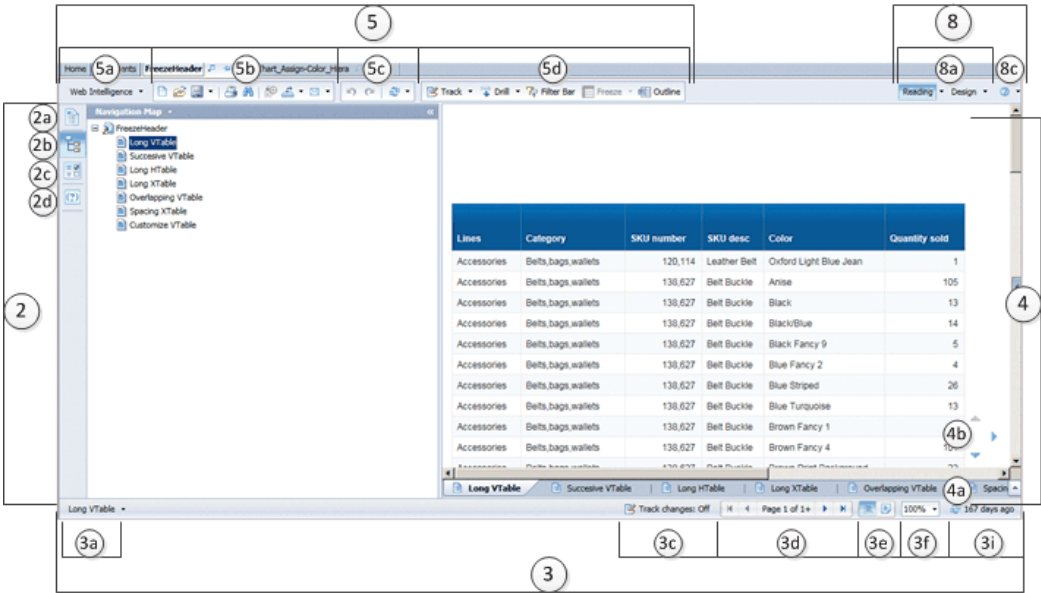 5
8
Home
5a
ents
FreezeHeader
5b
hart_Assign-Color_Hiera
5c
5d
8a
8c
Web Intelligence
Track
Drill
Filter Bar
Freeze
Outline
Reading
Design
2a
Navigation Map
2b
FreezeHeader
Long VTable
Succesive VTable
2c
Long HTable
Long XTable
2d
Overlapping VTable
Spacing XTable
Customize VTable
2
4
Lines Category SKU number SKU desc Color Quantity sold
Accessories Belts,bags,wallets 120,114 Leather Belt Oxford Light Blue Jean 1
Accessories Belts,bags,wallets 138,627 Belt Buckle Anise 105
Accessories Belts,bags,wallets 138,627 Belt Buckle Black 13
Accessories Belts,bags,wallets 138,627 Belt Buckle Black/Blue 14
Accessories Belts,bags,wallets 138,627 Belt Buckle Black Fancy 9 5
Accessories Belts,bags,wallets 138,627 Belt Buckle Blue Fancy 2 4
Accessories Belts,bags,wallets 138,627 Belt Buckle Blue Striped 26
Accessories Belts,bags,wallets 138,627 Belt Buckle Blue Turquoise 13
Accessories Belts,bags,wallets 138,627 Belt Buckle Brown Fancy 1
4b
Accessories Belts,bags,wallets 138,627 Belt Buckle Brown Fancy 4
Long VTable
Succesive VTable
Long HTable
Long XTable
Overlapping VTable
4a
Spacin
Long VTable
Track changes: Off
Page 1 of 1+
100%
167 days ago
3a
3c
3d
3e
3f
3i
3